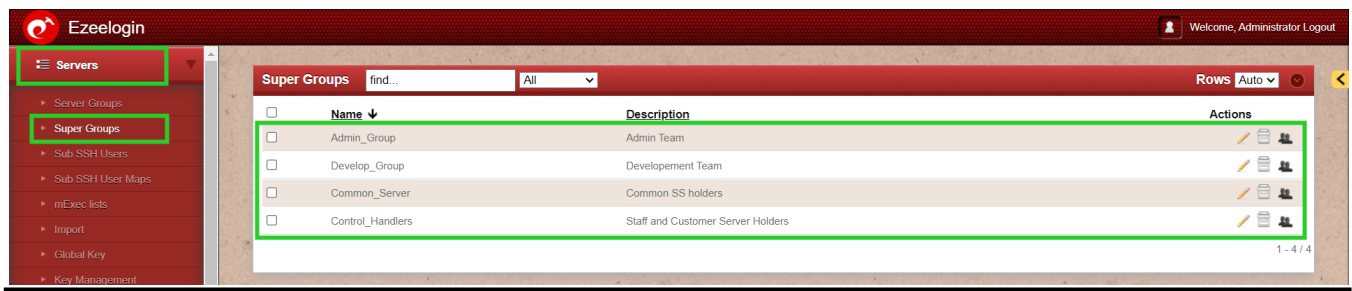 Ezeelogin
Welcome, Administrator Logout
Servers
Server Groups
Super Groups
Sub SSH Users
Sub SSH User Maps
mExec lists
Import
Global Key
Key Management
Super Groups find... All Rows Auto
Name Description Actions
Admin_Group Admin Team
Develop_Group Developement Team
Common_Server Common SS holders
Control_Handlers Staff and Customer Server Holders
1 - 4 / 4